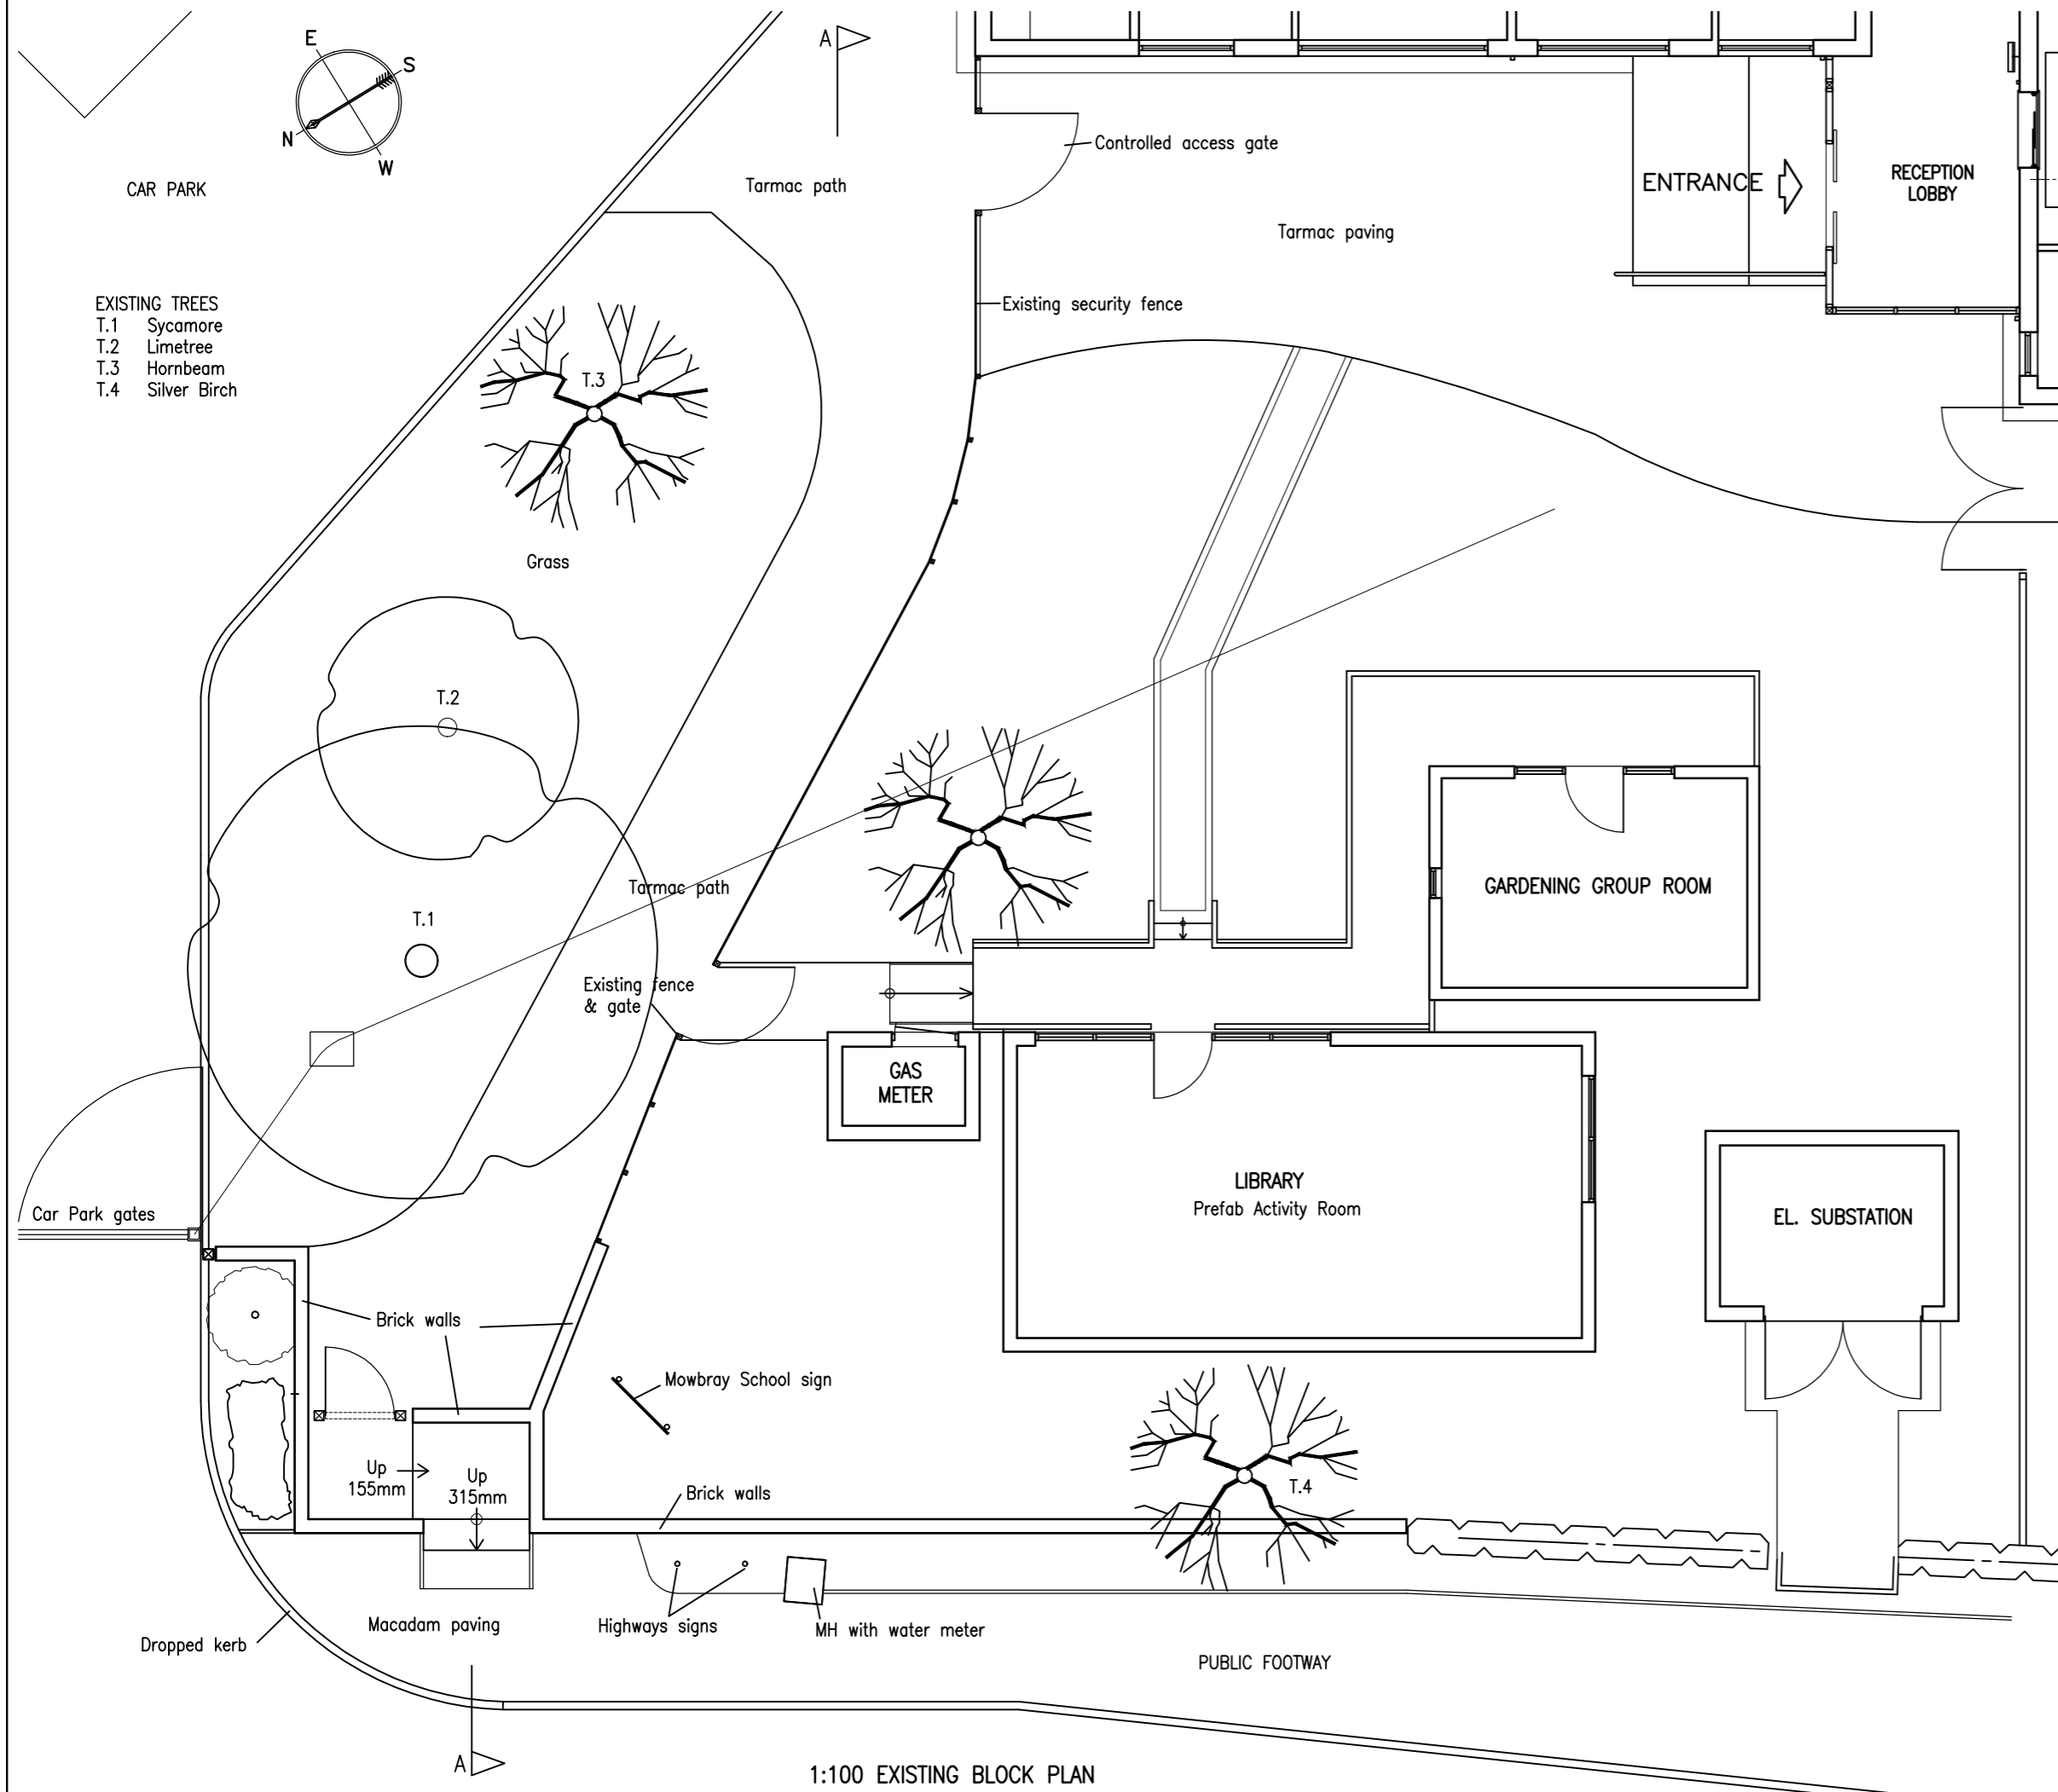 E
S
N
W
A
CAR PARK
Tarmac path
Controlled access gate
ENTRANCE
RECEPTION
LOBBY
Tarmac paving
EXISTING TREES
T.1 Sycamore
T.2 Limetree
T.3 Hornbeam
T.4 Silver Birch
Existing security fence
T.3
Grass
T.2
Tarmac path
T.1
GARDENING GROUP ROOM
Existing fence
& gate
GAS
METER
LIBRARY
Prefab Activity Room
EL. SUBSTATION
Car Park gates
Brick walls
Mowbray School sign
Up
155mm
Up
315mm
Brick walls
T.4
Macadam paving
Highways signs
MH with water meter
Dropped kerb
PUBLIC FOOTWAY
A
1:100 EXISTING BLOCK PLAN